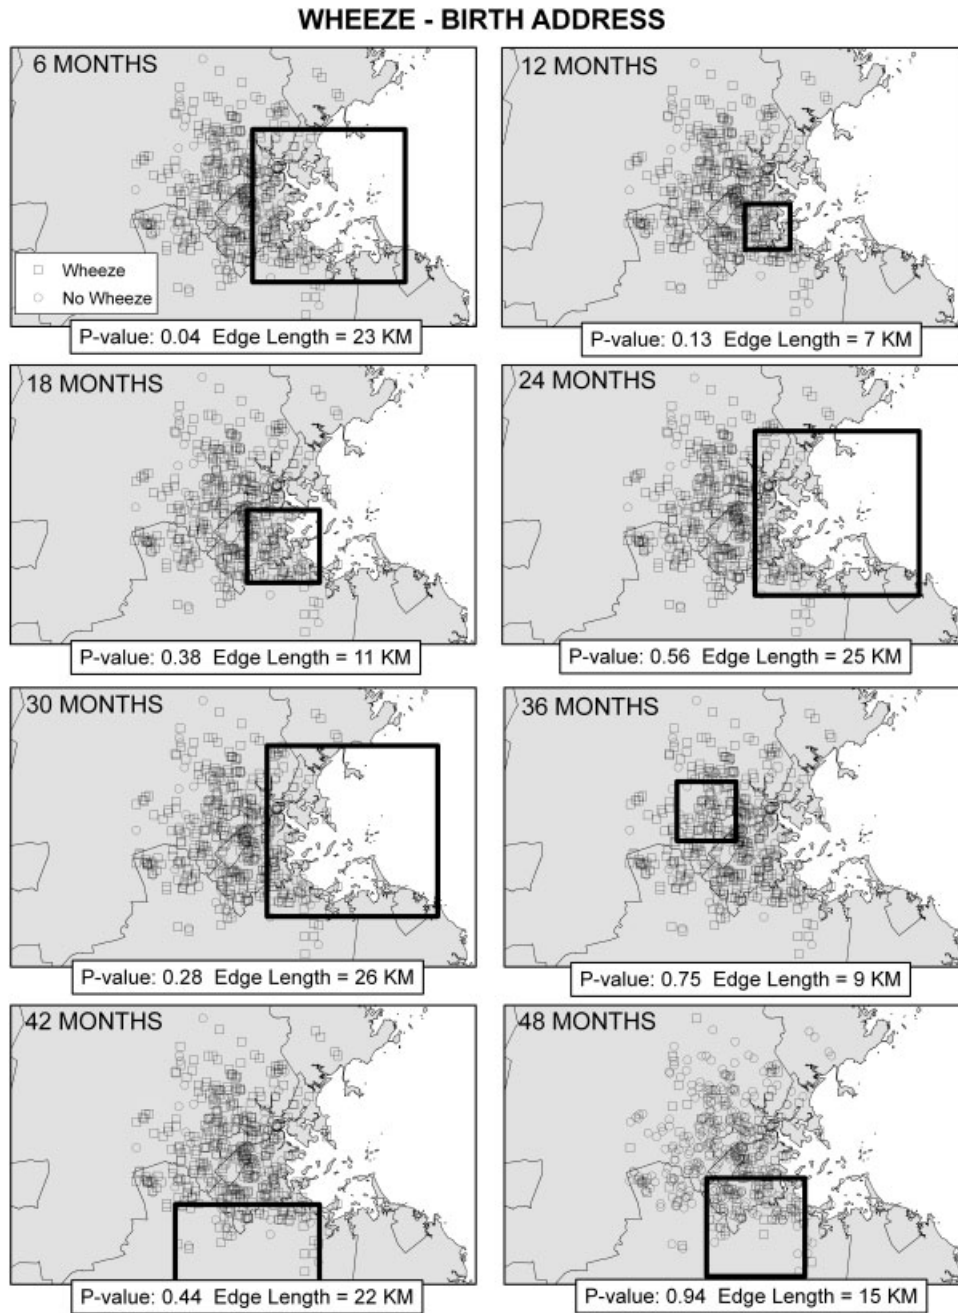 WHEEZE - BIRTH ADDRESS
6 MONTHS
12 MONTHS
Wheeze
No Wheeze
P-value: 0.04 Edge Length = 23 KM
P-value: 0.13 Edge Length = 7 KM
18 MONTHS
24 MONTHS
P-value: 0.38 Edge Length = 11 KM
P-value: 0.56 Edge Length = 25 KM
30 MONTHS
36 MONTHS
P-value: 0.28 Edge Length = 26 KM
P-value: 0.75 Edge Length = 9 KM
42 MONTHS
48 MONTHS
P-value: 0.44 Edge Length = 22 KM
P-value: 0.94 Edge Length = 15 KM